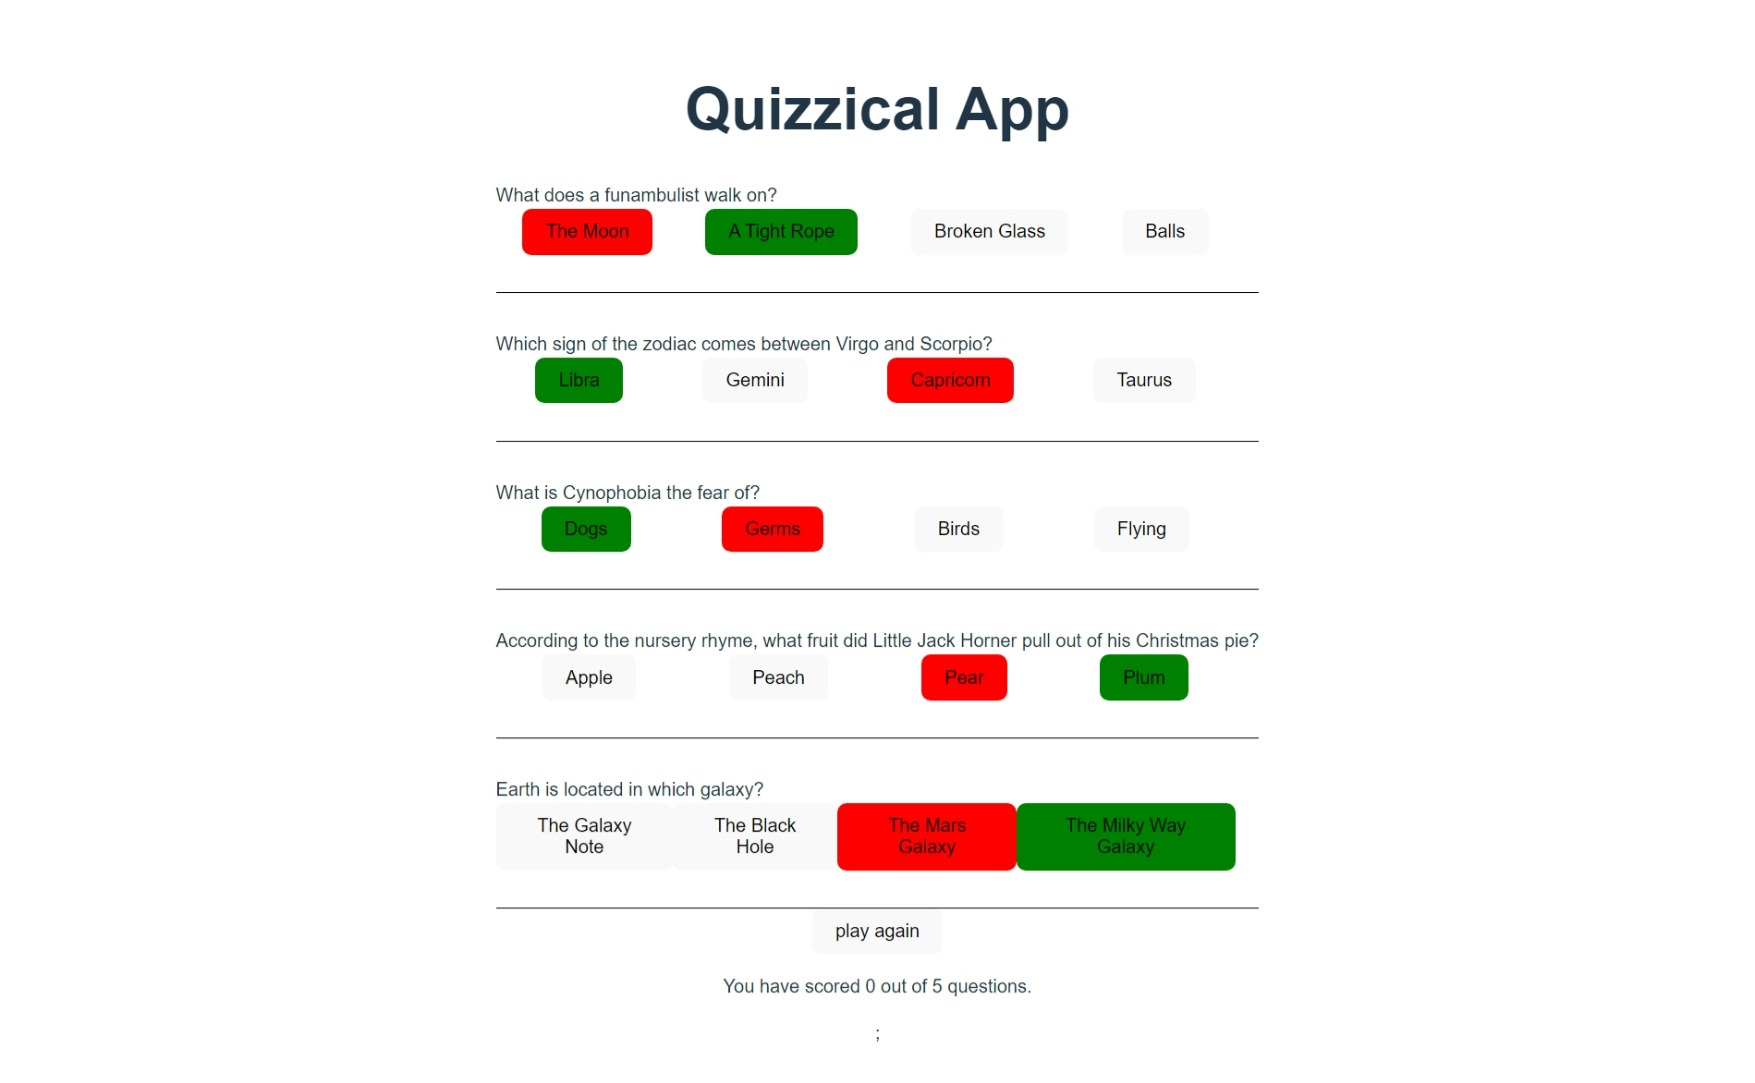 Quizzical App
What does a funambulist walk on?
The Moon A Tight Rope Broken Glass Balls
Which sign of the zodiac comes between Virgo and Scorpio?
Libra Gemini Capricorn Taurus
What is Cynophobia the fear of?
Dogs Germs Birds Flying
According to the nursery rhyme, what fruit did Little Jack Horner pull out of his Christmas pie?
Apple Peach Pear Plum
Earth is located in which galaxy?
The Galaxy
Note
The Black
Hole
The Mars
Galaxy
The Milky Way
Galaxy
play again
You have scored 0 out of 5 questions.
;